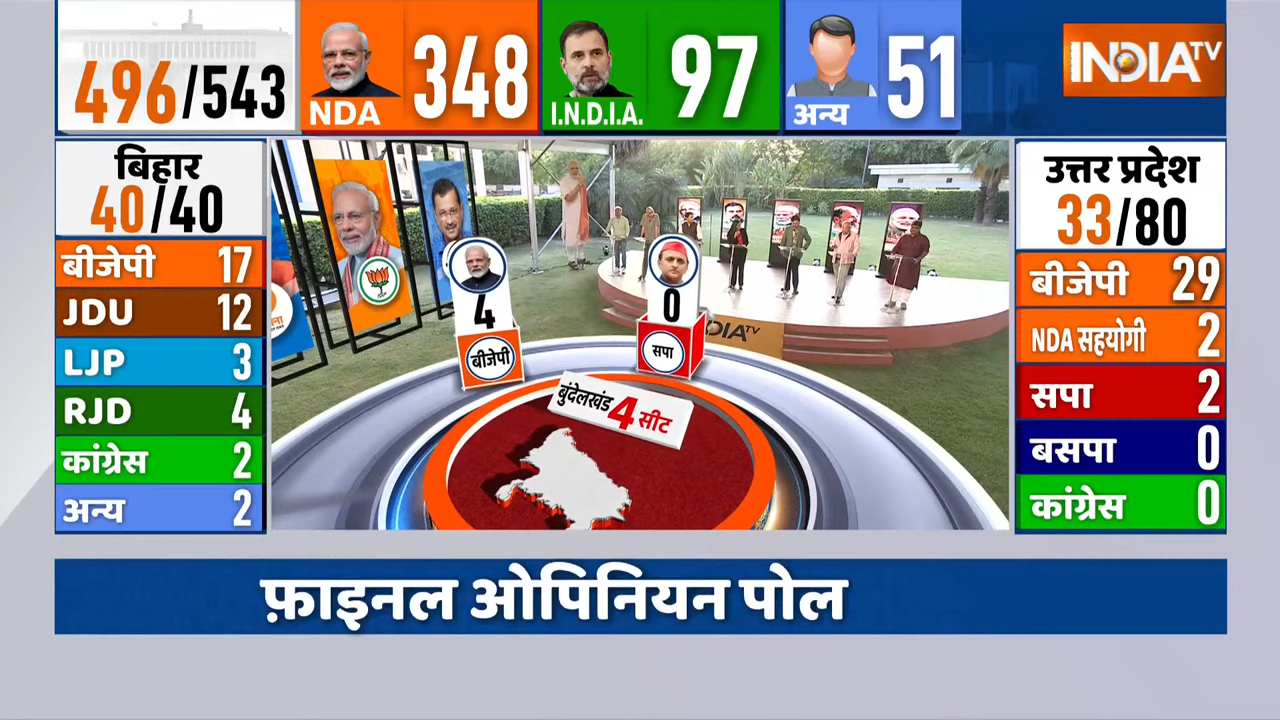 496/543
NDA 348
I.N.D.I.A. 97
अन्य 51
INDIA TV
बिहार
40/40
बीजेपी 17
JDU 12
LJP 3
RJD 4
कांग्रेस 2
अन्य 2
4
बीजेपी
0
सपा
बुंदेलखंड 4 सीट
उत्तर प्रदेश
33/80
बीजेपी 29
NDA सहयोगी 2
सपा 2
बसपा 0
कांग्रेस 0
फ़ाइनल ओपिनियन पोल